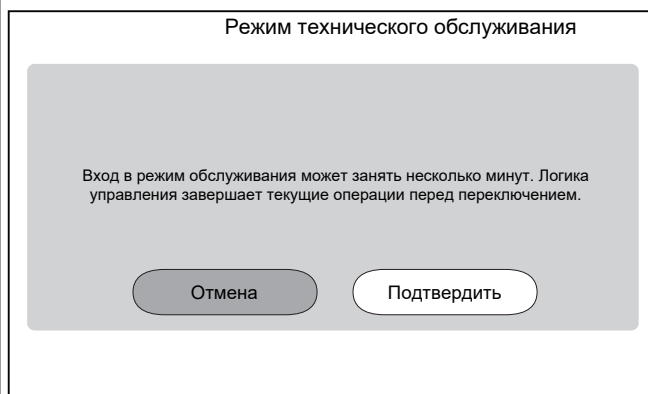 Режим технического обслуживания
Вход в режим обслуживания может занять несколько минут. Логика
управления завершает текущие операции перед переключением.
Отмена
Подтвердить